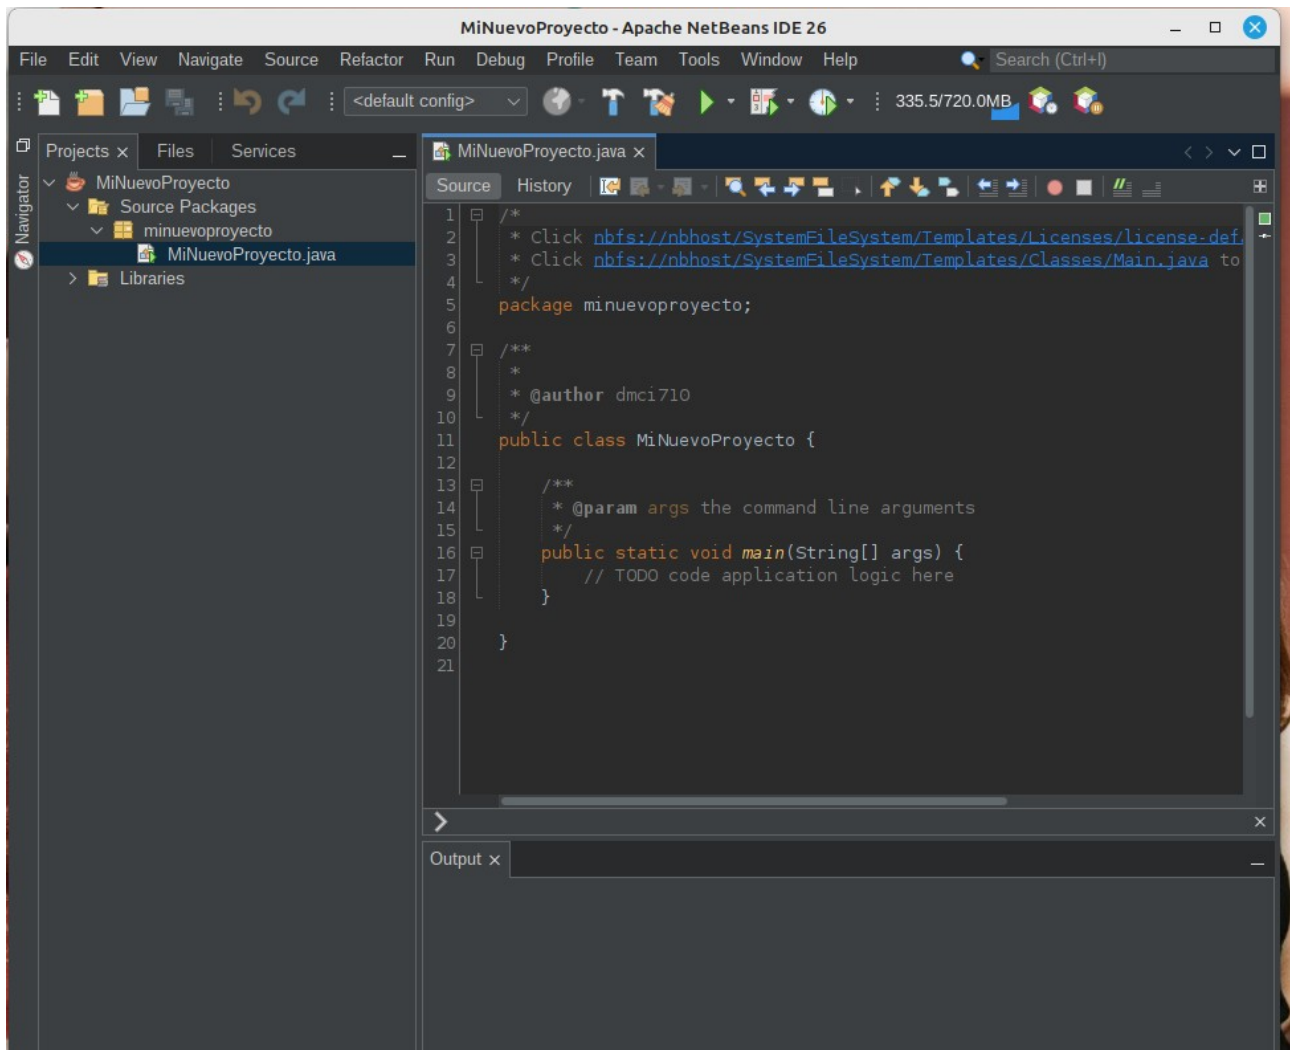 MiNuevoProyecto - Apache NetBeans IDE 26
File Edit View Navigate Source Refactor Run Debug Profile Team Tools Window Help Search (Ctrl+I)
<default config> 335.5/720.0MB
Projects Files Services
Navigator
MiNuevoProyecto
Source Packages
minuevoproyecto
MiNuevoProyecto.java
Libraries
MiNuevoProyecto.java
Source History
1 /*
2 * Click nbfs://nbhost/SystemFileSystem/Templates/Licenses/license-def
3 * Click nbfs://nbhost/SystemFileSystem/Templates/Classes/Main.java to
4 */
5 package minuevoproyecto;
6
7 /**
8 *
9 * @author dmci710
10 */
11 public class MiNuevoProyecto {
12
13 /**
14 * @param args the command line arguments
15 */
16 public static void main(String[] args) {
17 // TODO code application logic here
18 }
19
20 }
21
Output